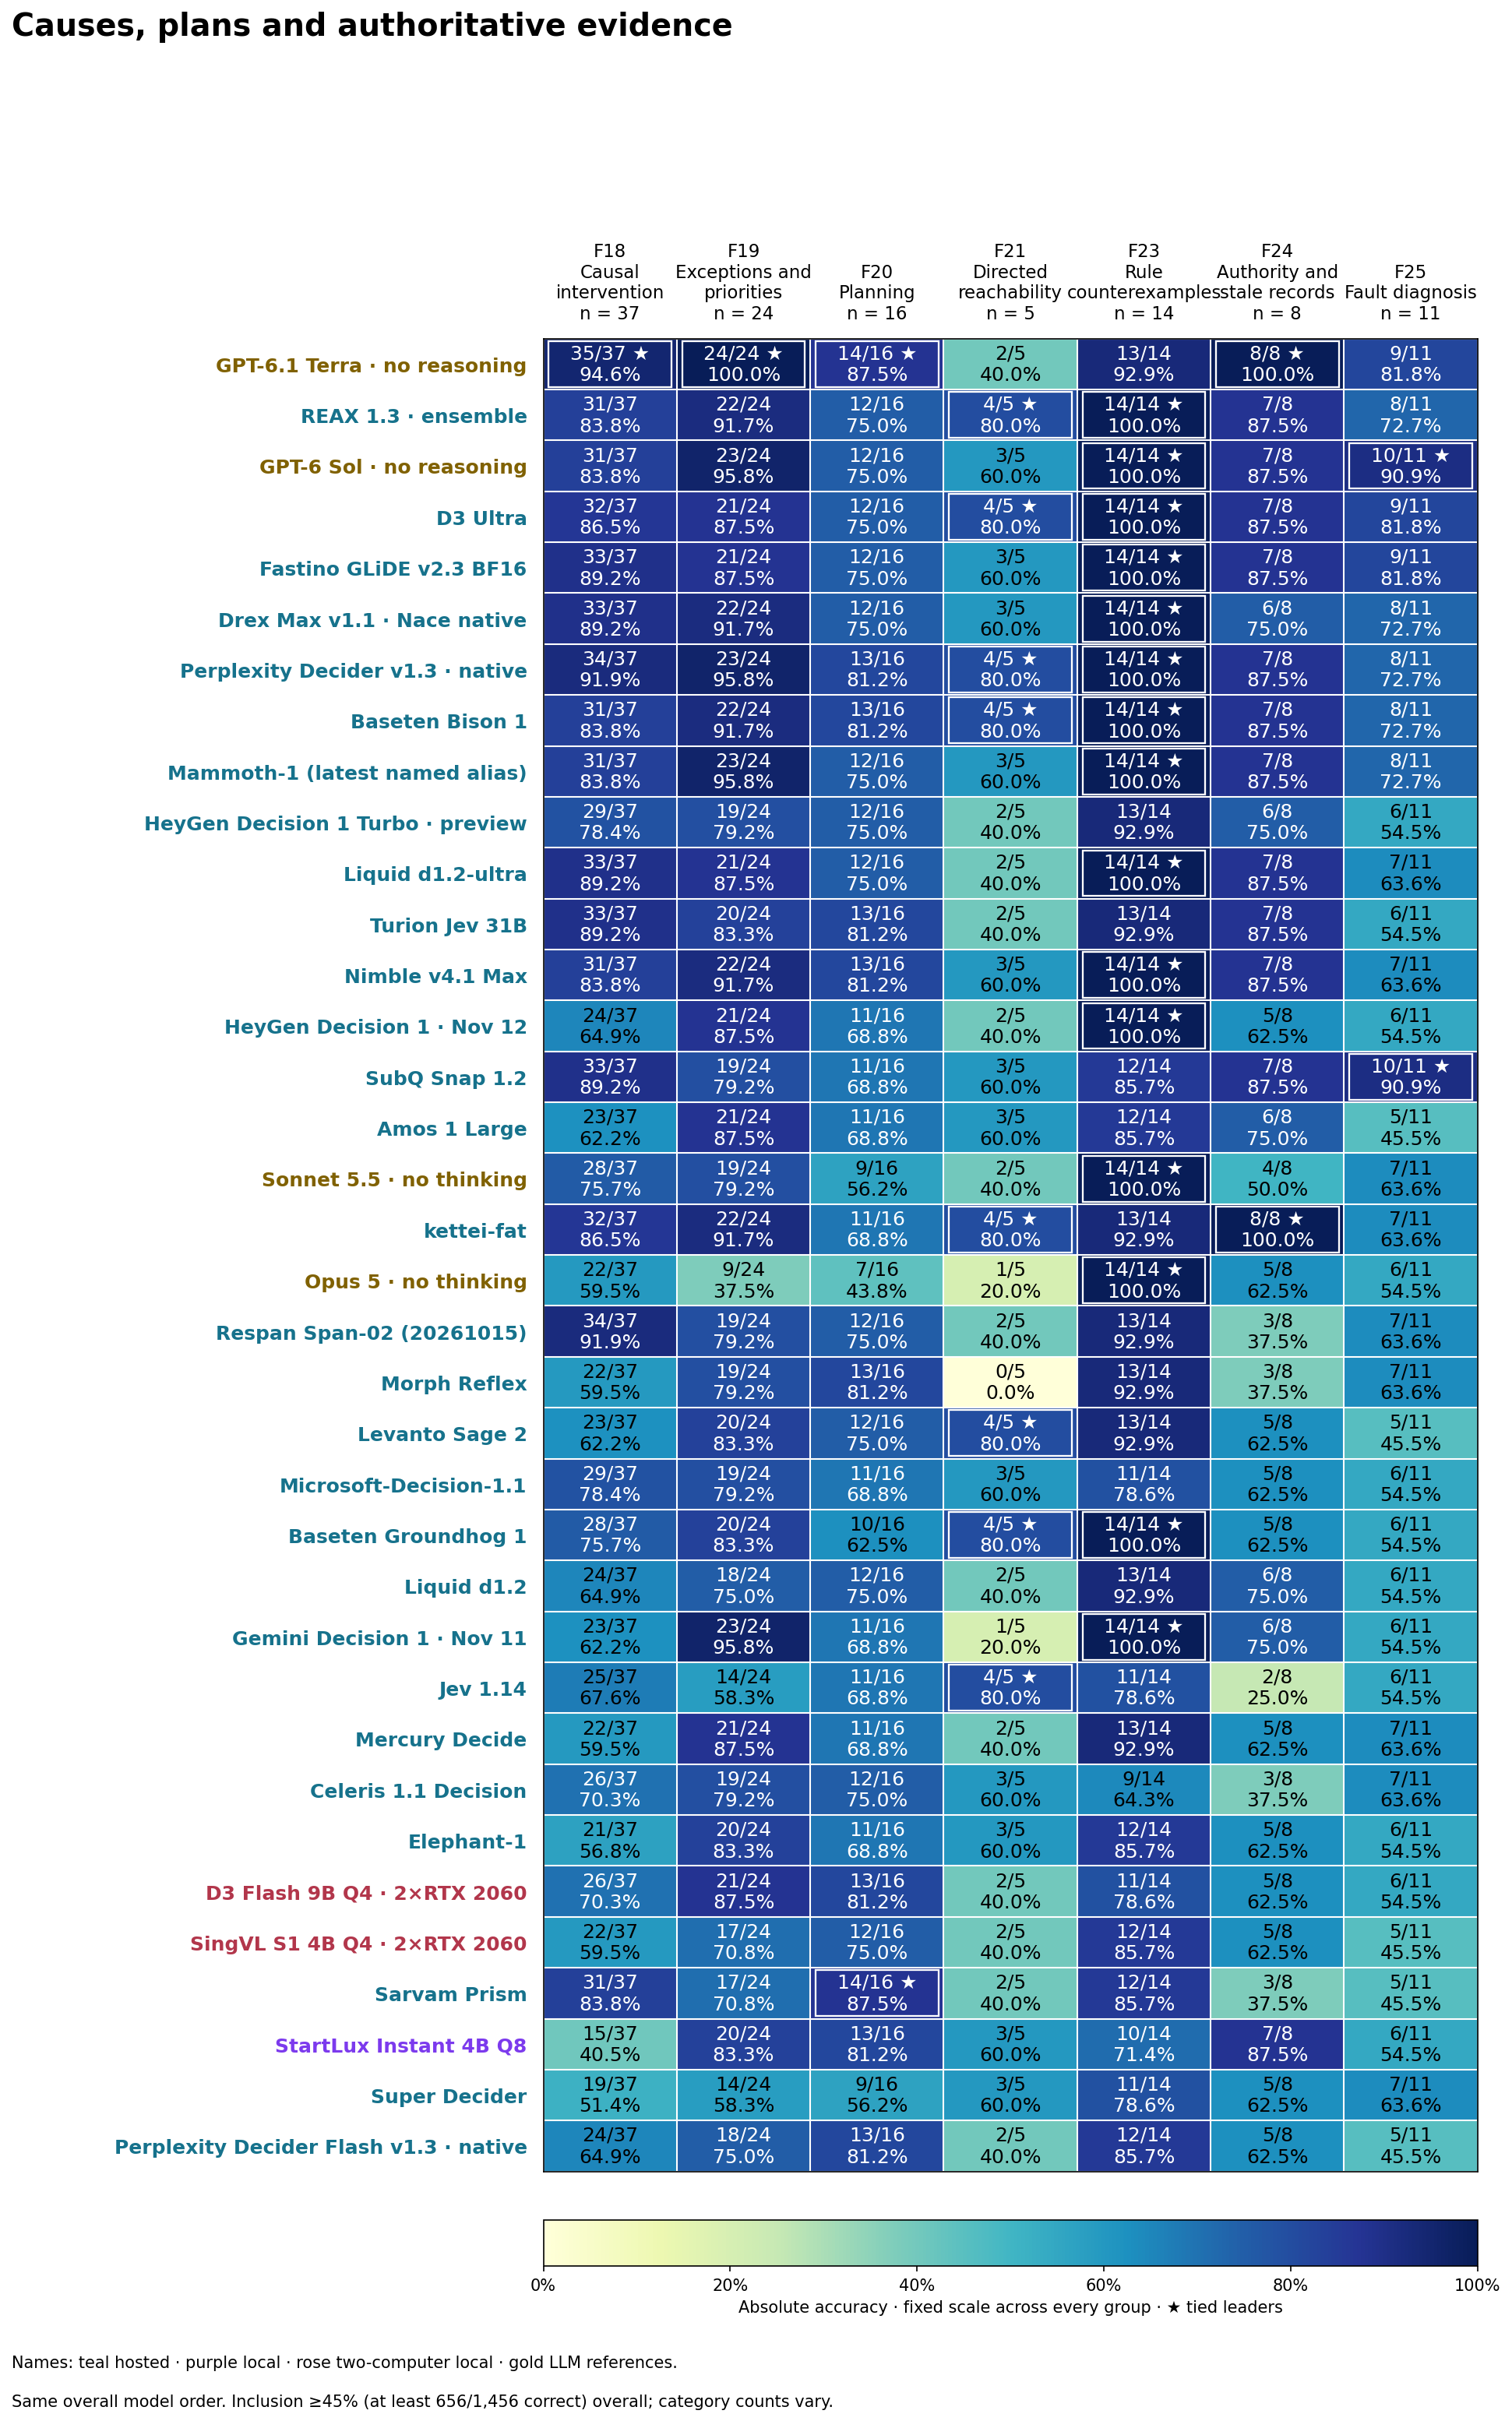 Causes, plans and authoritative evidence
F18 Causal intervention n = 37
F19 Exceptions and priorities n = 24
F20 Planning n = 16
F21 Directed reachability n = 5
F23 Rule counterexamples n = 14
F24 Authority and stale records n = 8
F25 Fault diagnosis n = 11
GPT-6.1 Terra · no reasoning 35/37 ★ 24/24 ★ 14/16 ★ 2/5 13/14 8/8 ★ 9/11
94.6% 100.0% 87.5% 40.0% 92.9% 100.0% 81.8%
REAX 1.3 · ensemble 31/37 22/24 12/16 4/5 ★ 14/14 ★ 7/8 8/11
83.8% 91.7% 75.0% 80.0% 100.0% 87.5% 72.7%
GPT-6 Sol · no reasoning 31/37 23/24 12/16 3/5 14/14 ★ 7/8 10/11 ★
83.8% 95.8% 75.0% 60.0% 100.0% 87.5% 90.9%
D3 Ultra 32/37 21/24 12/16 4/5 ★ 14/14 ★ 7/8 9/11
86.5% 87.5% 75.0% 80.0% 100.0% 87.5% 81.8%
Fastino GLiDE v2.3 BF16 33/37 21/24 12/16 3/5 14/14 ★ 7/8 9/11
89.2% 87.5% 75.0% 60.0% 100.0% 87.5% 81.8%
Drex Max v1.1 · Nace native 33/37 22/24 12/16 3/5 14/14 ★ 6/8 8/11
89.2% 91.7% 75.0% 60.0% 100.0% 75.0% 72.7%
Perplexity Decider v1.3 · native 34/37 23/24 13/16 4/5 ★ 14/14 ★ 7/8 8/11
91.9% 95.8% 81.2% 80.0% 100.0% 87.5% 72.7%
Baseten Bison 1 31/37 22/24 13/16 4/5 ★ 14/14 ★ 7/8 8/11
83.8% 91.7% 81.2% 80.0% 100.0% 87.5% 72.7%
Mammoth-1 (latest named alias) 31/37 23/24 12/16 3/5 14/14 ★ 7/8 8/11
83.8% 95.8% 75.0% 60.0% 100.0% 87.5% 72.7%
HeyGen Decision 1 Turbo · preview 29/37 19/24 12/16 2/5 13/14 6/8 6/11
78.4% 79.2% 75.0% 40.0% 92.9% 75.0% 54.5%
Liquid d1.2-ultra 33/37 21/24 12/16 2/5 14/14 ★ 7/8 7/11
89.2% 87.5% 75.0% 40.0% 100.0% 87.5% 63.6%
Turion Jev 31B 33/37 20/24 13/16 2/5 13/14 7/8 6/11
89.2% 83.3% 81.2% 40.0% 92.9% 87.5% 54.5%
Nimble v4.1 Max 31/37 22/24 13/16 3/5 14/14 ★ 7/8 7/11
83.8% 91.7% 81.2% 60.0% 100.0% 87.5% 63.6%
HeyGen Decision 1 · Nov 12 24/37 21/24 11/16 2/5 14/14 ★ 5/8 6/11
64.9% 87.5% 68.8% 40.0% 100.0% 62.5% 54.5%
SubQ Snap 1.2 33/37 19/24 11/16 3/5 12/14 7/8 10/11 ★
89.2% 79.2% 68.8% 60.0% 85.7% 87.5% 90.9%
Amos 1 Large 23/37 21/24 11/16 3/5 12/14 6/8 5/11
62.2% 87.5% 68.8% 60.0% 85.7% 75.0% 45.5%
Sonnet 5.5 · no thinking 28/37 19/24 9/16 2/5 14/14 ★ 4/8 7/11
75.7% 79.2% 56.2% 40.0% 100.0% 50.0% 63.6%
kettei-fat 32/37 22/24 11/16 4/5 ★ 13/14 8/8 ★ 7/11
86.5% 91.7% 68.8% 80.0% 92.9% 100.0% 63.6%
Opus 5 · no thinking 22/37 9/24 7/16 1/5 14/14 ★ 5/8 6/11
59.5% 37.5% 43.8% 20.0% 100.0% 62.5% 54.5%
Respan Span-02 (20261015) 34/37 19/24 12/16 2/5 13/14 3/8 7/11
91.9% 79.2% 75.0% 40.0% 92.9% 37.5% 63.6%
Morph Reflex 22/37 19/24 13/16 0/5 13/14 3/8 7/11
59.5% 79.2% 81.2% 0.0% 92.9% 37.5% 63.6%
Levanto Sage 2 23/37 20/24 12/16 4/5 ★ 13/14 5/8 5/11
62.2% 83.3% 75.0% 80.0% 92.9% 62.5% 45.5%
Microsoft-Decision-1.1 29/37 19/24 11/16 3/5 11/14 5/8 6/11
78.4% 79.2% 68.8% 60.0% 78.6% 62.5% 54.5%
Baseten Groundhog 1 28/37 20/24 10/16 4/5 ★ 14/14 ★ 5/8 6/11
75.7% 83.3% 62.5% 80.0% 100.0% 62.5% 54.5%
Liquid d1.2 24/37 18/24 12/16 2/5 13/14 6/8 6/11
64.9% 75.0% 75.0% 40.0% 92.9% 75.0% 54.5%
Gemini Decision 1 · Nov 11 23/37 23/24 11/16 1/5 14/14 ★ 6/8 6/11
62.2% 95.8% 68.8% 20.0% 100.0% 75.0% 54.5%
Jev 1.14 25/37 14/24 11/16 4/5 ★ 11/14 2/8 6/11
67.6% 58.3% 68.8% 80.0% 78.6% 25.0% 54.5%
Mercury Decide 22/37 21/24 11/16 2/5 13/14 5/8 7/11
59.5% 87.5% 68.8% 40.0% 92.9% 62.5% 63.6%
Celeris 1.1 Decision 26/37 19/24 12/16 3/5 9/14 3/8 7/11
70.3% 79.2% 75.0% 60.0% 64.3% 37.5% 63.6%
Elephant-1 21/37 20/24 11/16 3/5 12/14 5/8 6/11
56.8% 83.3% 68.8% 60.0% 85.7% 62.5% 54.5%
D3 Flash 9B Q4 · 2×RTX 2060 26/37 21/24 13/16 2/5 11/14 5/8 6/11
70.3% 87.5% 81.2% 40.0% 78.6% 62.5% 54.5%
SingVL S1 4B Q4 · 2×RTX 2060 22/37 17/24 12/16 2/5 12/14 5/8 5/11
59.5% 70.8% 75.0% 40.0% 85.7% 62.5% 45.5%
Sarvam Prism 31/37 17/24 14/16 ★ 2/5 12/14 3/8 5/11
83.8% 70.8% 87.5% 40.0% 85.7% 37.5% 45.5%
StartLux Instant 4B Q8 15/37 20/24 13/16 3/5 10/14 7/8 6/11
40.5% 83.3% 81.2% 60.0% 71.4% 87.5% 54.5%
Super Decider 19/37 14/24 9/16 3/5 11/14 5/8 7/11
51.4% 58.3% 56.2% 60.0% 78.6% 62.5% 63.6%
Perplexity Decider Flash v1.3 · native 24/37 18/24 13/16 2/5 12/14 5/8 5/11
64.9% 75.0% 81.2% 40.0% 85.7% 62.5% 45.5%
0% 20% 40% 60% 80% 100%
Absolute accuracy · fixed scale across every group · ★ tied leaders
Names: teal hosted · purple local · rose two-computer local · gold LLM references.
Same overall model order. Inclusion ≥45% (at least 656/1,456 correct) overall; category counts vary.